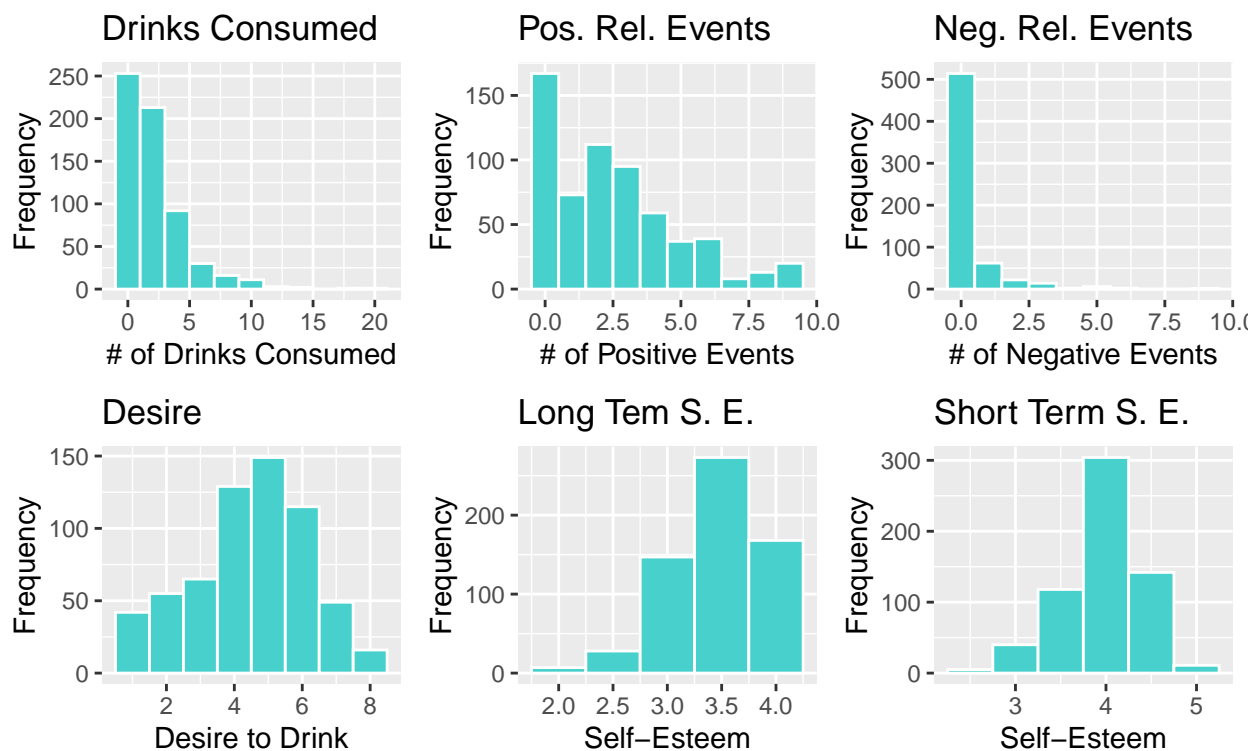 Drinks Consumed
Frequency
250
200
150
100
50
0
0 5 10 15 20
# of Drinks Consumed
Pos. Rel. Events
Frequency
150
100
50
0
0.0 2.5 5.0 7.5 10.0
# of Positive Events
Neg. Rel. Events
Frequency
500
400
300
200
100
0
0.0 2.5 5.0 7.5 10.0
# of Negative Events
Desire
Frequency
150
100
50
0
2 4 6 8
Desire to Drink
Long Tem S. E.
Frequency
200
100
0
2.0 2.5 3.0 3.5 4.0
Self−Esteem
Short Term S. E.
Frequency
300
200
100
0
3 4 5
Self−Esteem